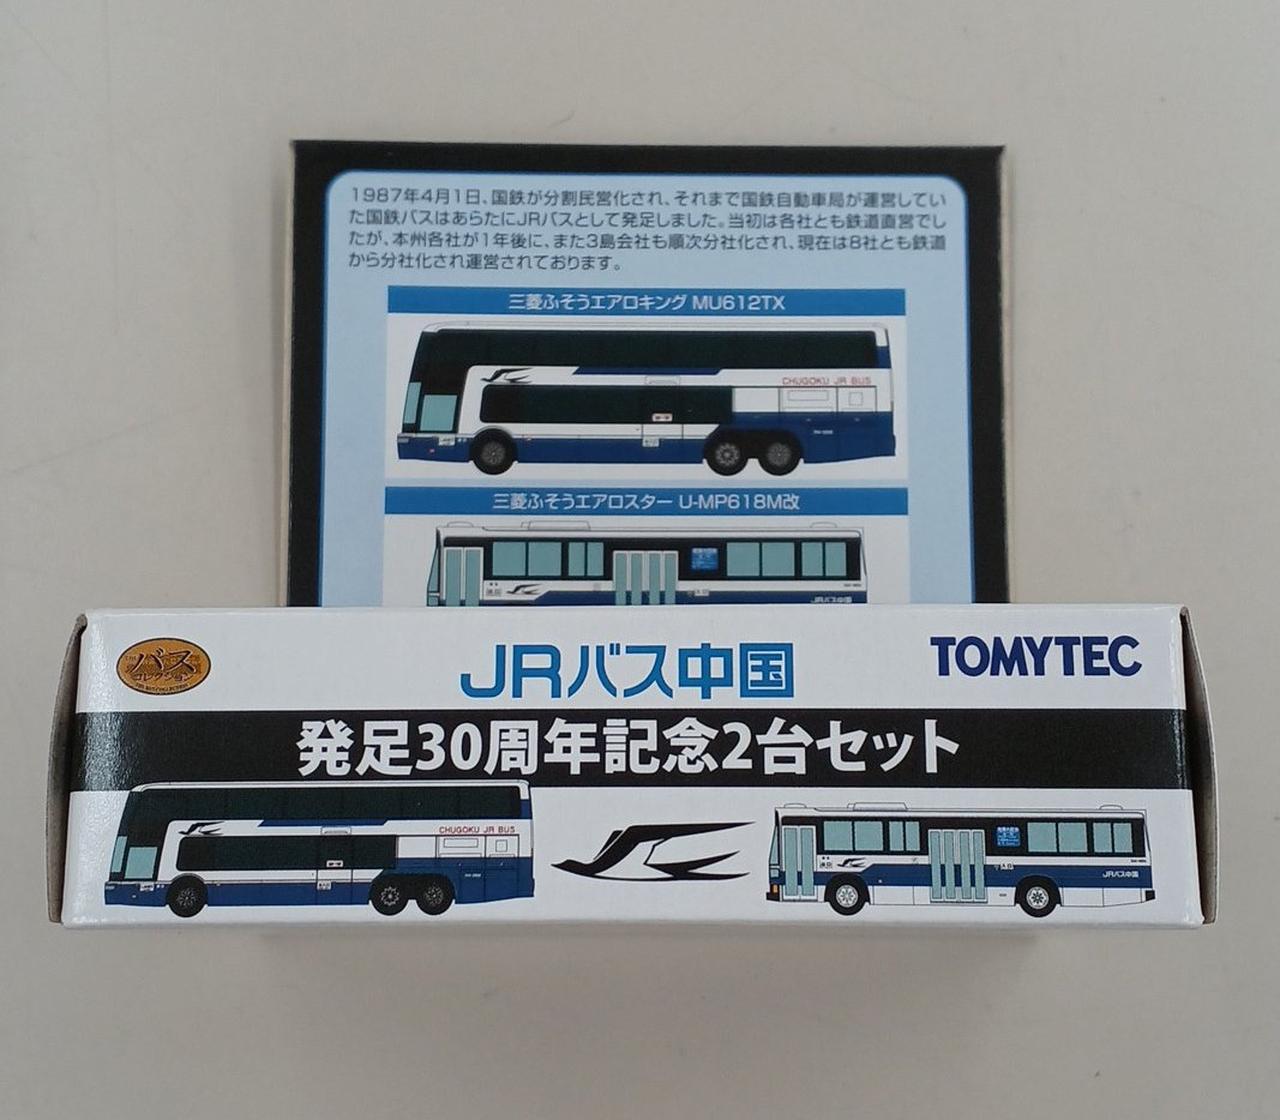 1987年4月1日、国鉄が分割民営化され、それまで国鉄自動車局が運営してい
た国鉄バスはあらたにJRバスとして発足しました。当初は各社とも鉄道直営でし
たが、本州各社が1年後に、また3島会社も順次分社化され、現在は8社とも鉄道
から分社化され運営されております。
三菱ふそうエアロキング MU612TX
CHUGOKU JR BUS
三菱ふそうエアロスター U-MP618M改
JRバス中国
バス
コレクション
JRバス中国
TOMYTEC
発足30周年記念2台セット
CHUGOKU JR BUS
JRバス中国